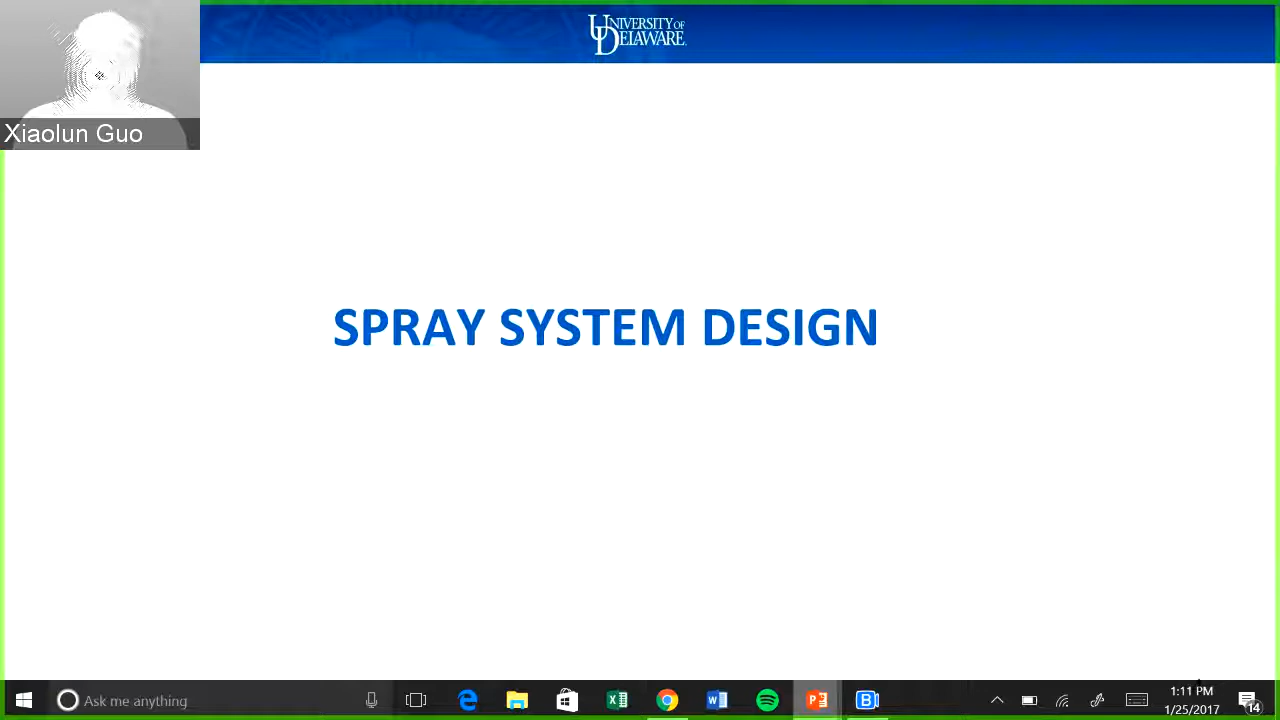 UNIVERSITY OF
DELAWARE
Xiaolun Guo
SPRAY SYSTEM DESIGN
Ask me anything
1:11 PM
1/25/2017
14